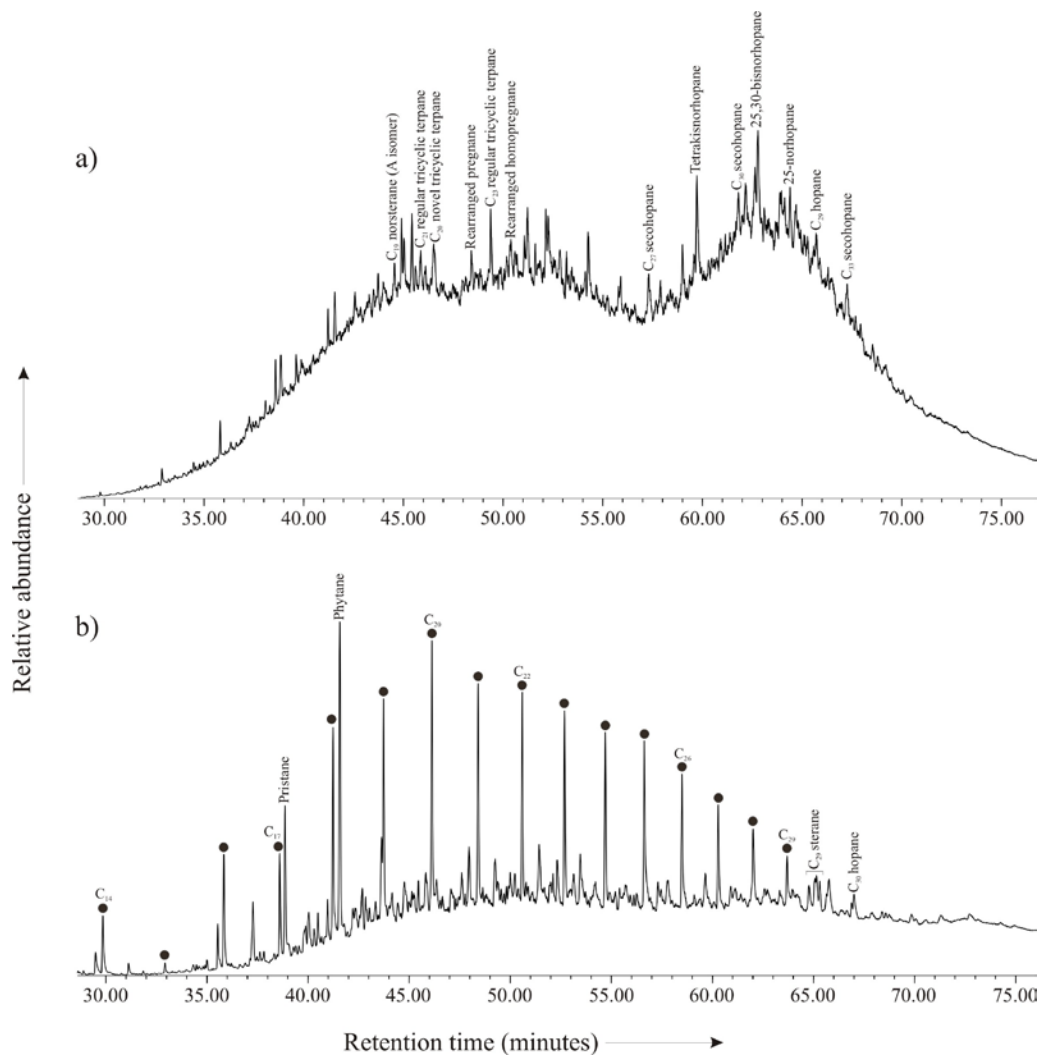 a)
C₁₉ norsterane (A isomer)
C₂₁ regular tricyclic terpane
C₂₀ novel tricyclic terpane
Rearranged pregnane
C₂₃ regular tricyclic terpane
Rearranged homopregnane
C₂₇ secohopane
Tetrakisnorhopane
C₃₀ secohopane
25,30-bisnorhopane
25-norhopane
C₂₉ hopane
C₃₃ secohopane
30.00 35.00 40.00 45.00 50.00 55.00 60.00 65.00 70.00 75.00
Relative abundance
b)
C₁₄
C₁₇
Pristane
Phytane
C₂₀
C₂₂
C₂₆
C₂₉
C₂₉ sterane
C₃₀ hopane
30.00 35.00 40.00 45.00 50.00 55.00 60.00 65.00 70.00 75.00
Retention time (minutes)